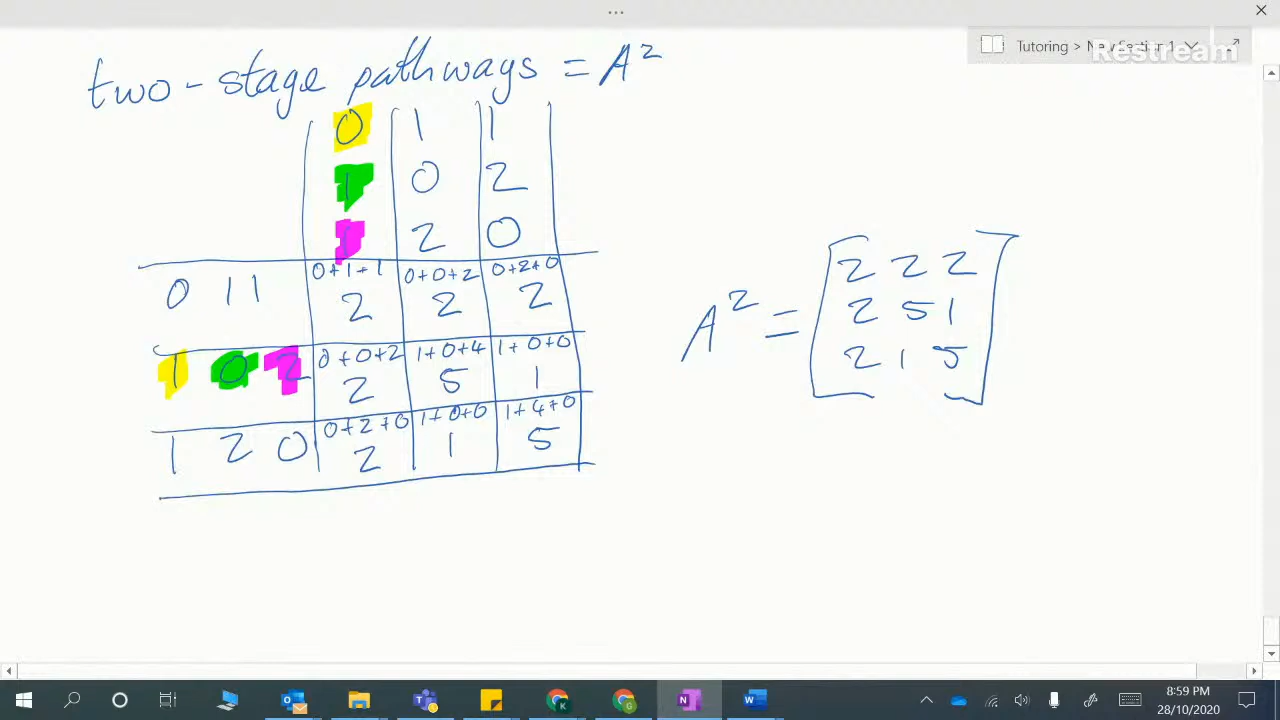 Tutoring > New Section 1
Restream
two-stage pathways = A²
0 1 1
1 0 2
1 2 0
0+1+1 0+0+2 0+2+0
0 1 1 2 2 2
0+0+2 1+0+4 1+0+0
1 0 2 2 5 1
0+2+0 1+0+0 1+4+0
1 2 0 2 1 5
2 2 2
A² = 2 5 1
2 1 5
8:59 PM
28/10/2020